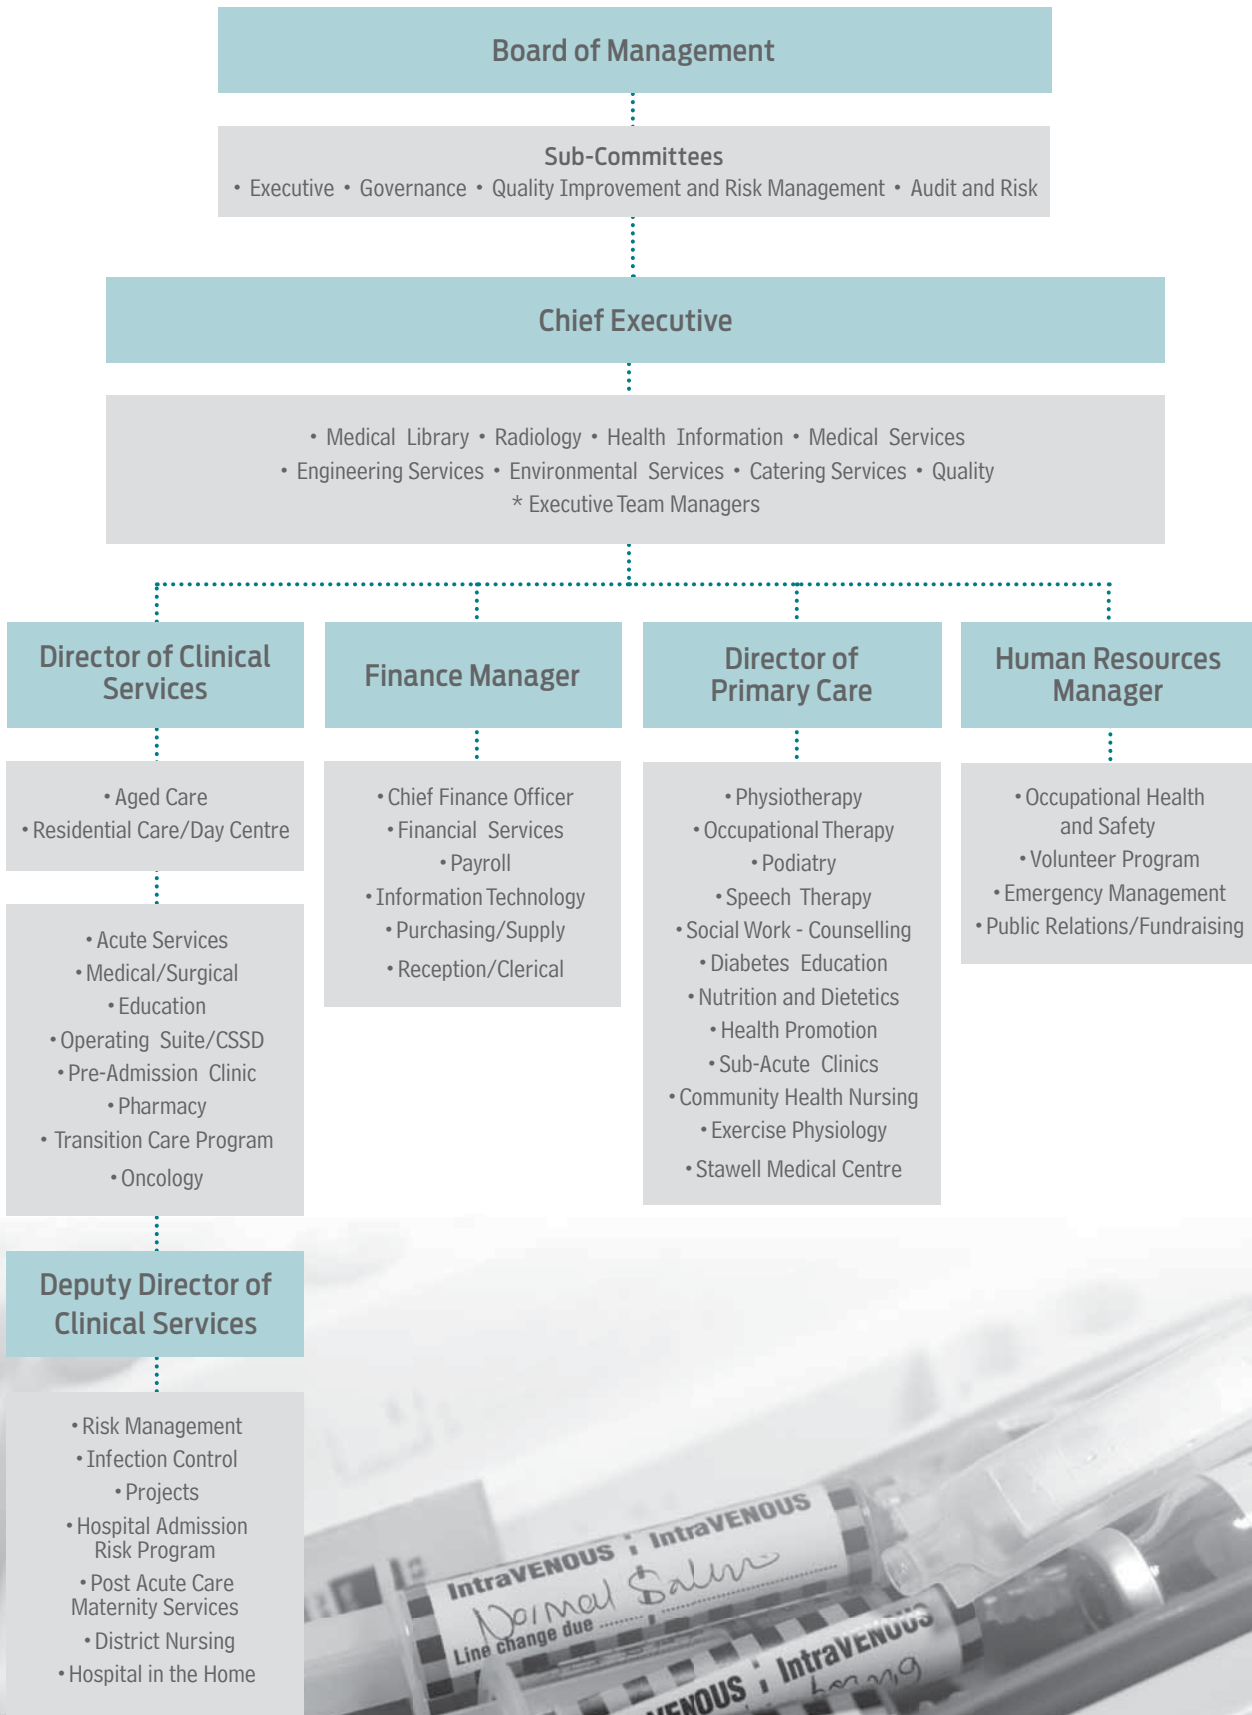 Board of Management
Sub-Committees
• Executive • Governance • Quality Improvement and Risk Management • Audit and Risk
Chief Executive
• Medical Library • Radiology • Health Information • Medical Services
• Engineering Services • Environmental Services • Catering Services • Quality
* Executive Team Managers
Director of Clinical
Services
• Aged Care
• Residential Care/Day Centre
• Acute Services
• Medical/Surgical
• Education
• Operating Suite/CSSD
• Pre-Admission Clinic
• Pharmacy
• Transition Care Program
• Oncology
Deputy Director of
Clinical Services
• Risk Management
• Infection Control
• Projects
• Hospital Admission
Risk Program
• Post Acute Care
Maternity Services
• District Nursing
• Hospital in the Home
Finance Manager
• Chief Finance Officer
• Financial Services
• Payroll
• Information Technology
• Purchasing/Supply
• Reception/Clerical
Director of
Primary Care
• Physiotherapy
• Occupational Therapy
• Podiatry
• Speech Therapy
• Social Work - Counselling
• Diabetes Education
• Nutrition and Dietetics
• Health Promotion
• Sub-Acute Clinics
• Community Health Nursing
• Exercise Physiology
• Stawell Medical Centre
Human Resources
Manager
• Occupational Health
and Safety
• Volunteer Program
• Emergency Management
• Public Relations/Fundraising
IntraVENOUS i IntraVENOUS
Normal Saline
Line change due
VENOUS i IntraVENOUS